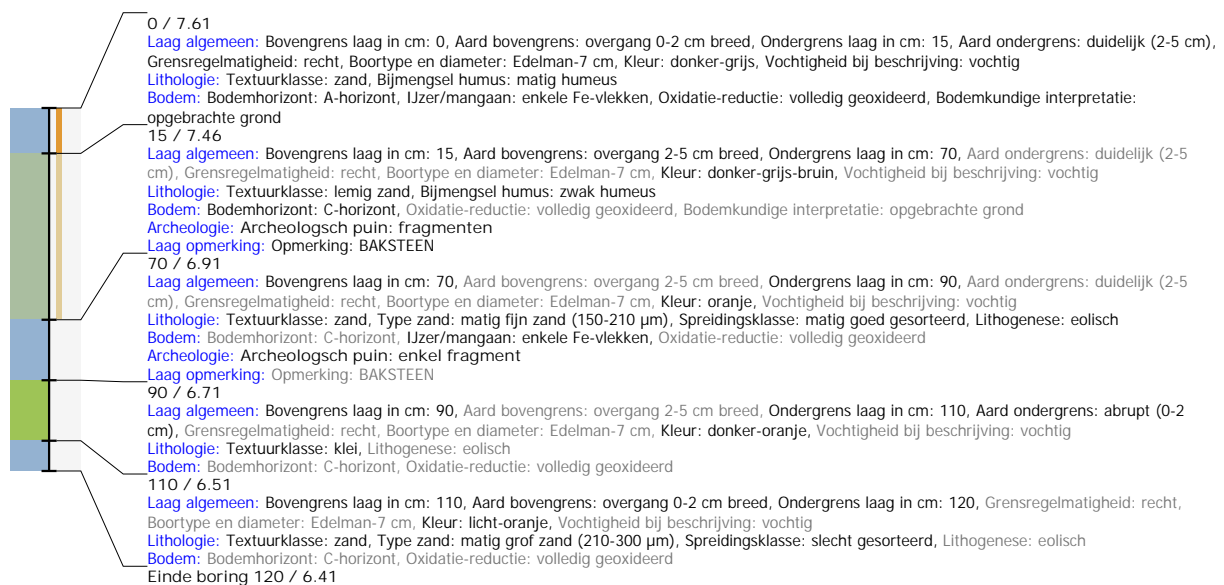 0 / 7.61
Laag algemeen: Bovengrens laag in cm: 0, Aard bovengrens: overgang 0-2 cm breed, Ondergrens laag in cm: 15, Aard ondergrens: duidelijk (2-5 cm),
Grensregelmatigheid: recht, Boortype en diameter: Edelman-7 cm, Kleur: donker-grijs, Vochtigheid bij beschrijving: vochtig
Lithologie: Textuurklasse: zand, Bijmengsel humus: matig humeus
Bodem: Bodemhorizont: A-horizont, IJzer/mangaan: enkele Fe-vlekken, Oxidatie-reductie: volledig geoxideerd, Bodemkundige interpretatie:
opgebrachte grond
15 / 7.46
Laag algemeen: Bovengrens laag in cm: 15, Aard bovengrens: overgang 2-5 cm breed, Ondergrens laag in cm: 70, Aard ondergrens: duidelijk (2-5
cm), Grensregelmatigheid: recht, Boortype en diameter: Edelman-7 cm, Kleur: donker-grijs-bruin, Vochtigheid bij beschrijving: vochtig
Lithologie: Textuurklasse: lemig zand, Bijmengsel humus: zwak humeus
Bodem: Bodemhorizont: C-horizont, Oxidatie-reductie: volledig geoxideerd, Bodemkundige interpretatie: opgebrachte grond
Archeologie: Archeologsch puin: fragmenten
Laag opmerking: Opmerking: BAKSTEEN
70 / 6.91
Laag algemeen: Bovengrens laag in cm: 70, Aard bovengrens: overgang 2-5 cm breed, Ondergrens laag in cm: 90, Aard ondergrens: duidelijk (2-5
cm), Grensregelmatigheid: recht, Boortype en diameter: Edelman-7 cm, Kleur: oranje, Vochtigheid bij beschrijving: vochtig
Lithologie: Textuurklasse: zand, Type zand: matig fijn zand (150-210 µm), Spreidingsklasse: matig goed gesorteerd, Lithogenese: eolisch
Bodem: Bodemhorizont: C-horizont, IJzer/mangaan: enkele Fe-vlekken, Oxidatie-reductie: volledig geoxideerd
Archeologie: Archeologsch puin: enkel fragment
Laag opmerking: Opmerking: BAKSTEEN
90 / 6.71
Laag algemeen: Bovengrens laag in cm: 90, Aard bovengrens: overgang 2-5 cm breed, Ondergrens laag in cm: 110, Aard ondergrens: abrupt (0-2
cm), Grensregelmatigheid: recht, Boortype en diameter: Edelman-7 cm, Kleur: donker-oranje, Vochtigheid bij beschrijving: vochtig
Lithologie: Textuurklasse: klei, Lithogenese: eolisch
Bodem: Bodemhorizont: C-horizont, Oxidatie-reductie: volledig geoxideerd
110 / 6.51
Laag algemeen: Bovengrens laag in cm: 110, Aard bovengrens: overgang 0-2 cm breed, Ondergrens laag in cm: 120, Grensregelmatigheid: recht,
Boortype en diameter: Edelman-7 cm, Kleur: licht-oranje, Vochtigheid bij beschrijving: vochtig
Lithologie: Textuurklasse: zand, Type zand: matig grof zand (210-300 µm), Spreidingsklasse: slecht gesorteerd, Lithogenese: eolisch
Bodem: Bodemhorizont: C-horizont, Oxidatie-reductie: volledig geoxideerd
Einde boring 120 / 6.41